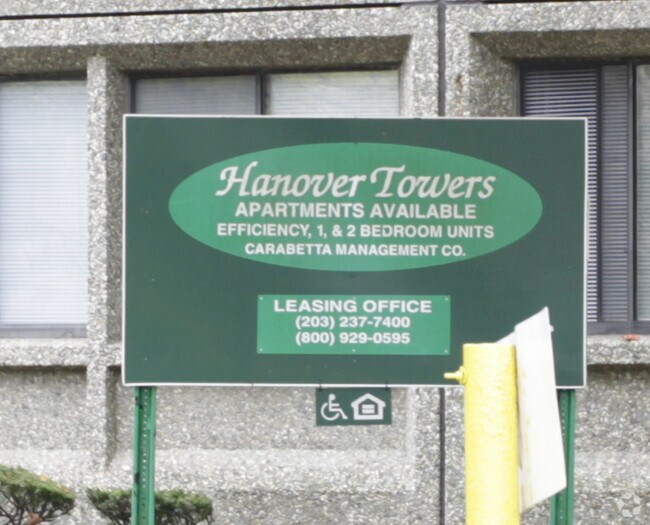 Hanover Towers
APARTMENTS AVAILABLE
EFFICIENCY, 1, & 2 BEDROOM UNITS
CARABETTA MANAGEMENT CO.
LEASING OFFICE
(203) 237-7400
(800) 929-0595